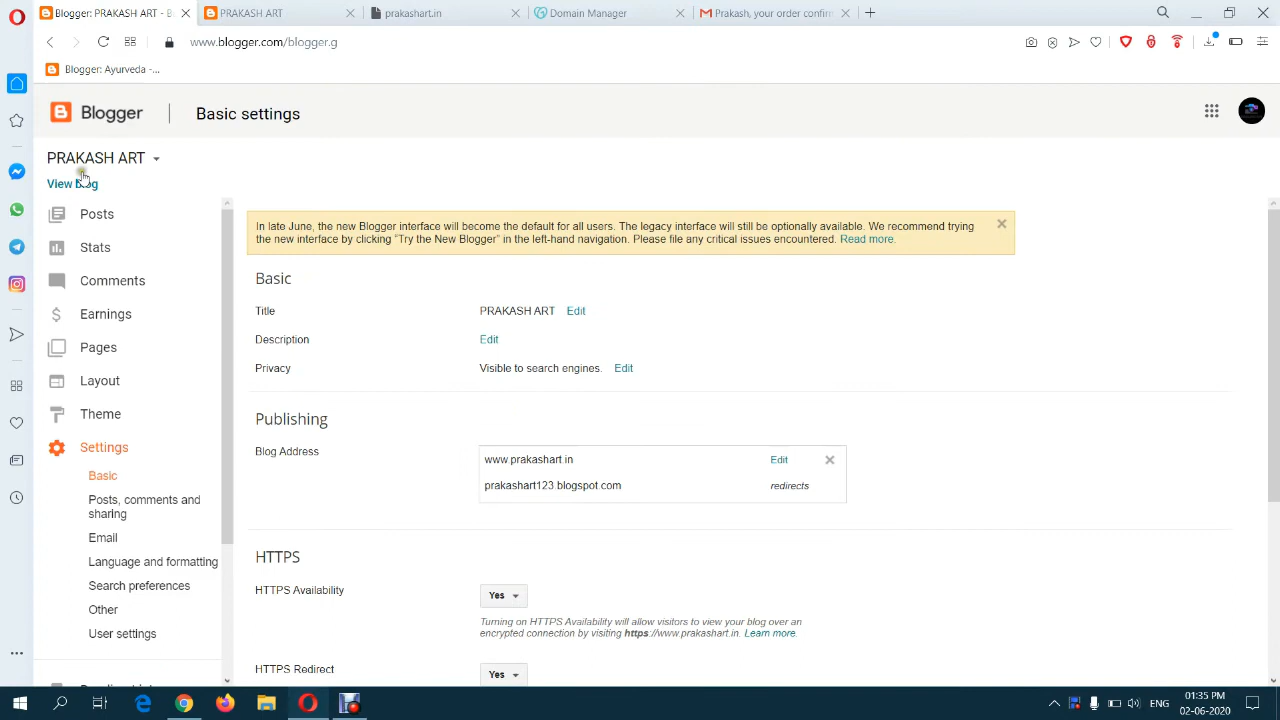 Blogger: PRAKASH ART - B
PRAKASH ART
prakashart.in
Domain Manager
Prakash, your order confirm
www.blogger.com/blogger.g
Blogger: Ayurveda -...
Blogger
Basic settings
PRAKASH ART
View blog
Posts
Stats
Comments
Earnings
Pages
Layout
Theme
Settings
Basic
Posts, comments and
sharing
Email
Language and formatting
Search preferences
Other
User settings
In late June, the new Blogger interface will become the default for all users. The legacy interface will still be optionally available. We recommend trying
the new interface by clicking "Try the New Blogger" in the left-hand navigation. Please file any critical issues encountered. Read more.
Basic
Title PRAKASH ART Edit
Description Edit
Privacy Visible to search engines. Edit
Publishing
Blog Address www.prakashart.in Edit
prakashart123.blogspot.com redirects
HTTPS
HTTPS Availability Yes
Turning on HTTPS Availability will allow visitors to view your blog over an
encrypted connection by visiting https://www.prakashart.in. Learn more.
HTTPS Redirect Yes
ENG
01:35 PM
02-06-2020